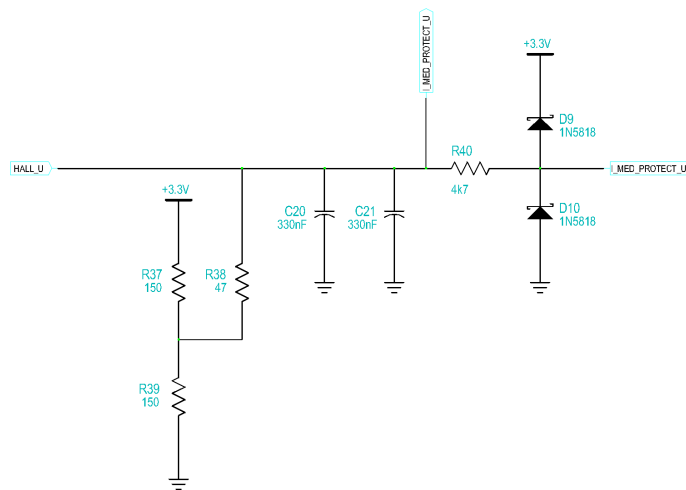 I_MED_PROTECT_U
+3.3V
D9
1N5818
R40
4k7
HALL_U
I_MED_PROTECT_U
+3.3V
C20
330nF
C21
330nF
D10
1N5818
R37
150
R38
47
R39
150